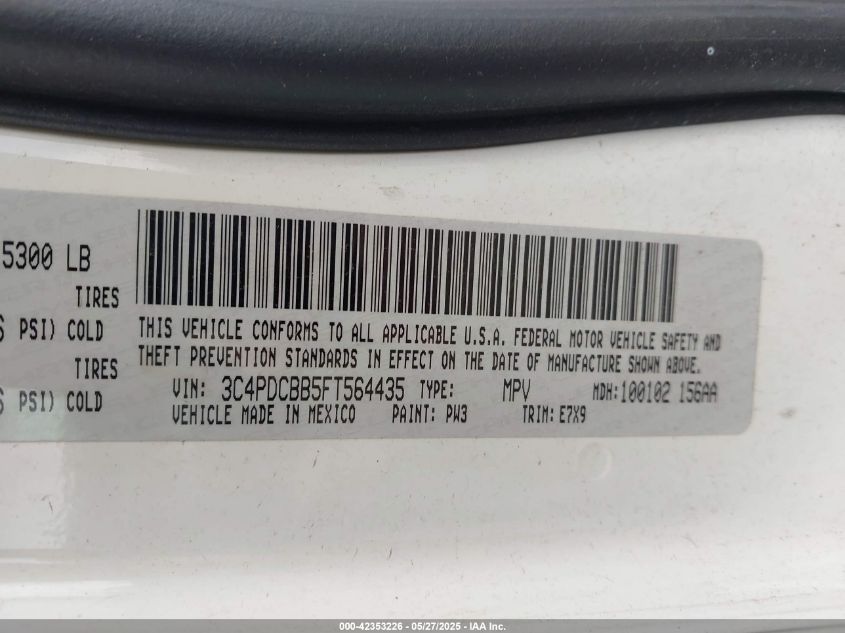 5300 LB
TIRES
PSI) COLD
TIRES
PSI) COLD
THIS VEHICLE CONFORMS TO ALL APPLICABLE U.S.A. FEDERAL MOTOR VEHICLE SAFETY AND
THEFT PREVENTION STANDARDS IN EFFECT ON THE DATE OF MANUFACTURE SHOWN ABOVE.
VIN: 3C4PDCBB5FT564435 TYPE: MPV MDH:100102 156AA
VEHICLE MADE IN MEXICO PAINT: PW3 TRIM: E7X9
000-42353226 - 05/27/2025 - IAA Inc.